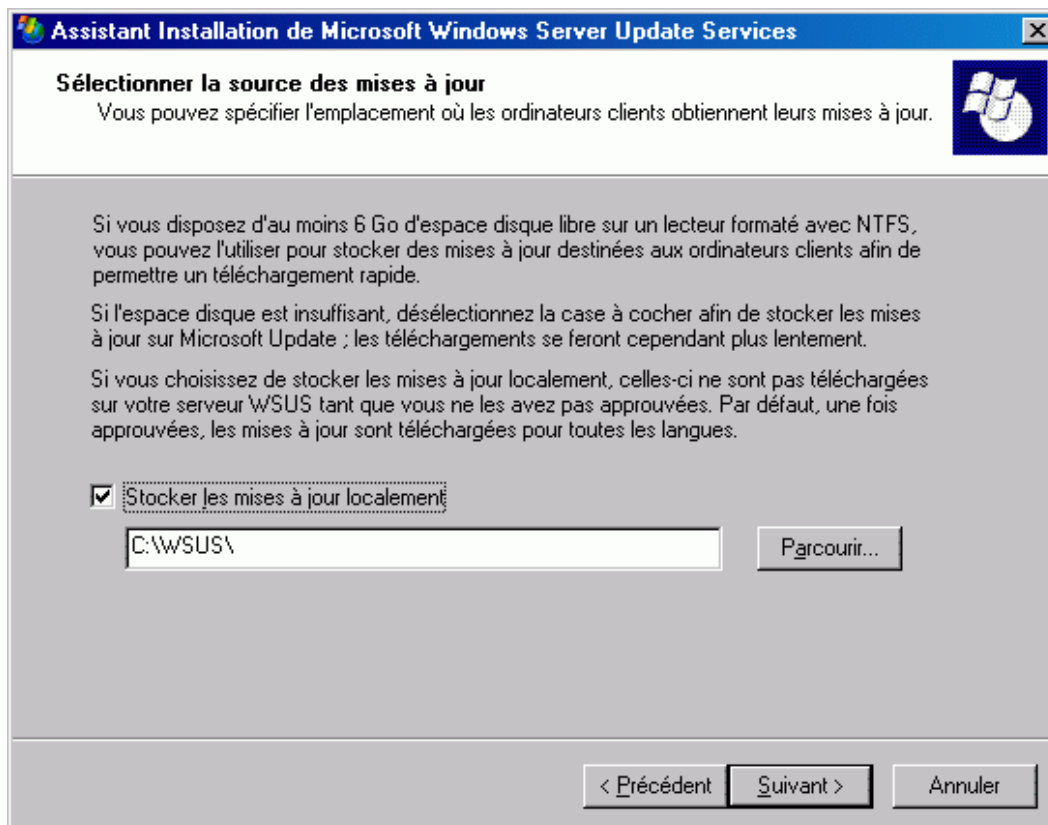 Assistant Installation de Microsoft Windows Server Update Services
Sélectionner la source des mises à jour
Vous pouvez spécifier l'emplacement où les ordinateurs clients obtiennent leurs mises à jour.
Si vous disposez d'au moins 6 Go d'espace disque libre sur un lecteur formaté avec NTFS,
vous pouvez l'utiliser pour stocker des mises à jour destinées aux ordinateurs clients afin de
permettre un téléchargement rapide.
Si l'espace disque est insuffisant, désélectionnez la case à cocher afin de stocker les mises
à jour sur Microsoft Update ; les téléchargements se feront cependant plus lentement.
Si vous choisissez de stocker les mises à jour localement, celles-ci ne sont pas téléchargées
sur votre serveur WSUS tant que vous ne les avez pas approuvées. Par défaut, une fois
approuvées, les mises à jour sont téléchargées pour toutes les langues.
Stocker les mises à jour localement
C:\WSUS\
Parcourir...
< Précédent
Suivant >
Annuler